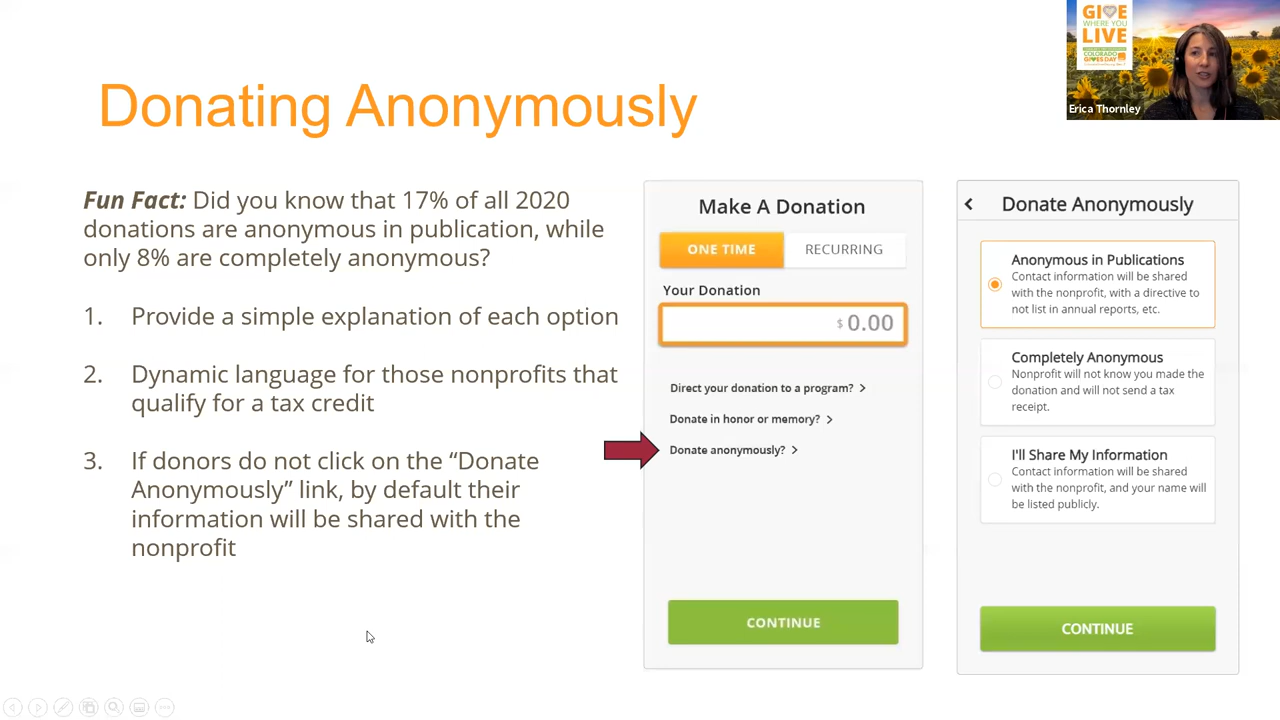 GIVE
WHERE YOU
LIVE
COLORADO
GIVES DAY
Erica Thornley
Donating Anonymously
Fun Fact: Did you know that 17% of all 2020
donations are anonymous in publication, while
only 8% are completely anonymous?
1. Provide a simple explanation of each option
2. Dynamic language for those nonprofits that
qualify for a tax credit
3. If donors do not click on the “Donate
Anonymously” link, by default their
information will be shared with the
nonprofit
Make A Donation
ONE TIME
RECURRING
Your Donation
$ 0.00
Direct your donation to a program? >
Donate in honor or memory? >
Donate anonymously? >
CONTINUE
< Donate Anonymously
Anonymous in Publications
Contact information will be shared
with the nonprofit, with a directive to
not list in annual reports, etc.
Completely Anonymous
Nonprofit will not know you made the
donation and will not send a tax
receipt.
I'll Share My Information
Contact information will be shared
with the nonprofit, and your name will
be listed publicly.
CONTINUE